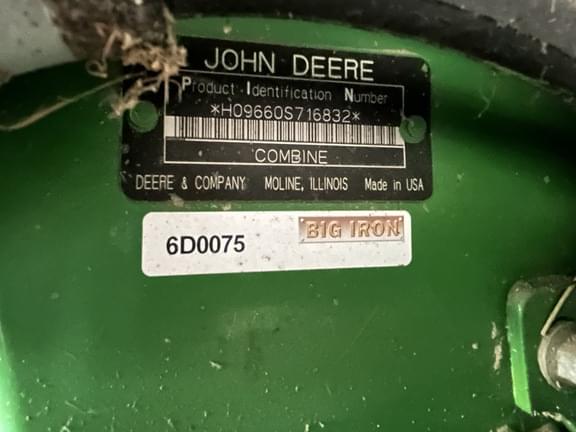 JOHN DEERE
Product Identification Number
*H09660S716832*
COMBINE
DEERE & COMPANY MOLINE, ILLINOIS Made in USA
6D0075 BIG IRON